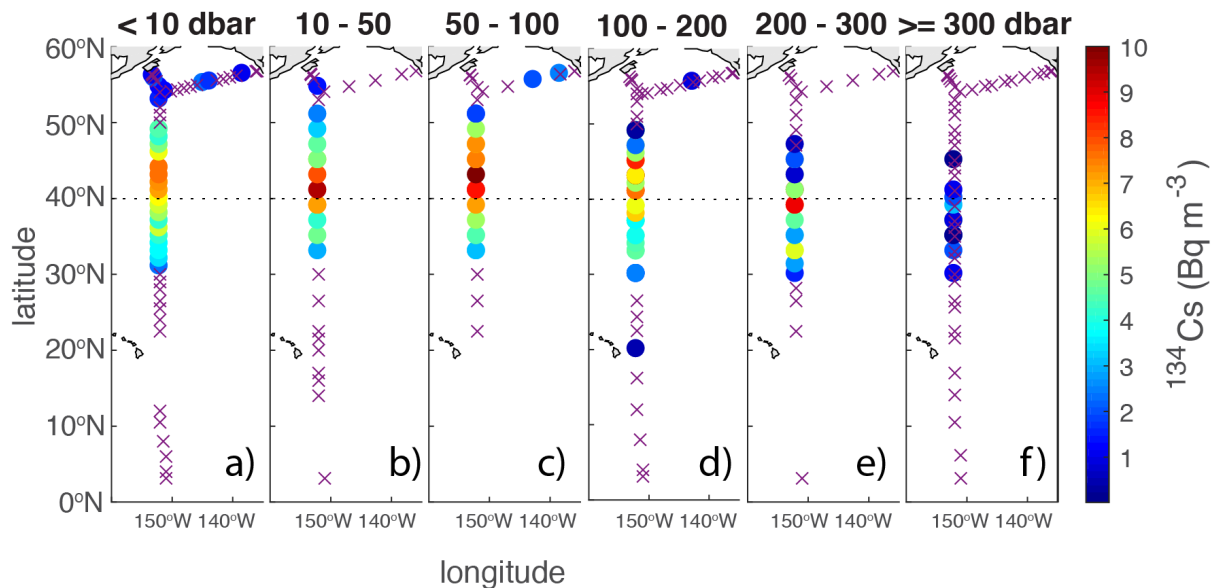 < 10 dbar 10 - 50 50 - 100 100 - 200 200 - 300 >= 300 dbar
60°N
50°N
40°N
30°N
20°N
10°N
0°N
latitude
a) b) c) d) e) f)
150°W 140°W 150°W 140°W 150°W 140°W 150°W 140°W 150°W 140°W 150°W 140°W
longitude
10
9
8
7
6
5
4
3
2
1
¹³⁴Cs (Bq m⁻³)